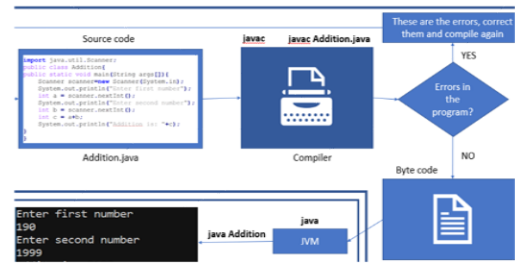 These are the errors, correct
them and compile again
Source code
javac
javac Addition.java
import java.util.Scanner;
public class Addition{
public static void main(String args[]){
Scanner scanner=new Scanner(System.in);
System.out.println("Enter first number");
int a = scanner.nextInt();
System.out.println("Enter second number");
int b = scanner.nextInt();
int c = a+b;
System.out.println("Addition is: "+c);
}
}
YES
Errors in
the
program?
Addition.java
Compiler
NO
Byte code
Enter first number
190
Enter second number
1999
java Addition
java
JVM